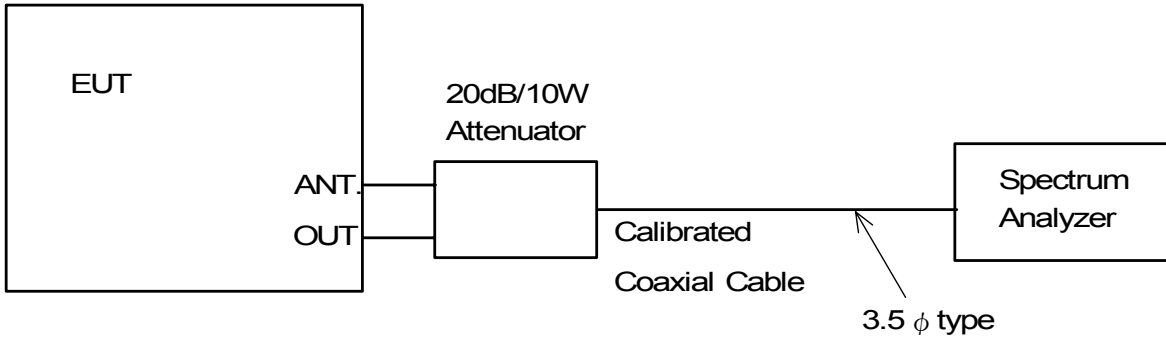 EUT
20dB/10W
Attenuator
ANT.
OUT
Calibrated
Coaxial Cable
Spectrum
Analyzer
3.5 ϕ type